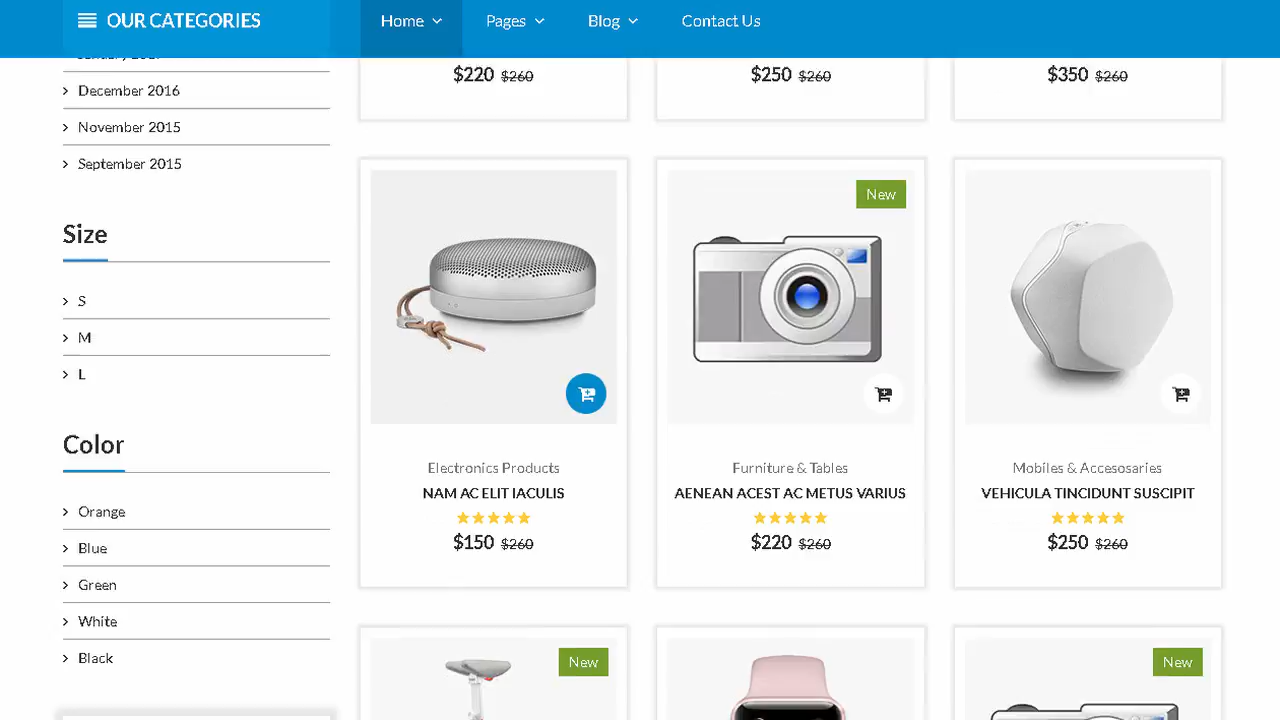 OUR CATEGORIES
Home
Pages
Blog
Contact Us
December 2016
November 2015
September 2015
Size
S
M
L
Color
Orange
Blue
Green
White
Black
$220 $260
$250 $260
$350 $260
Electronics Products
NAM AC ELIT IACULIS
$150 $260
New
Furniture & Tables
AENEAN ACEST AC METUS VARIUS
$220 $260
Mobiles & Accesosaries
VEHICULA TINCIDUNT SUSCIPIT
$250 $260
New
New